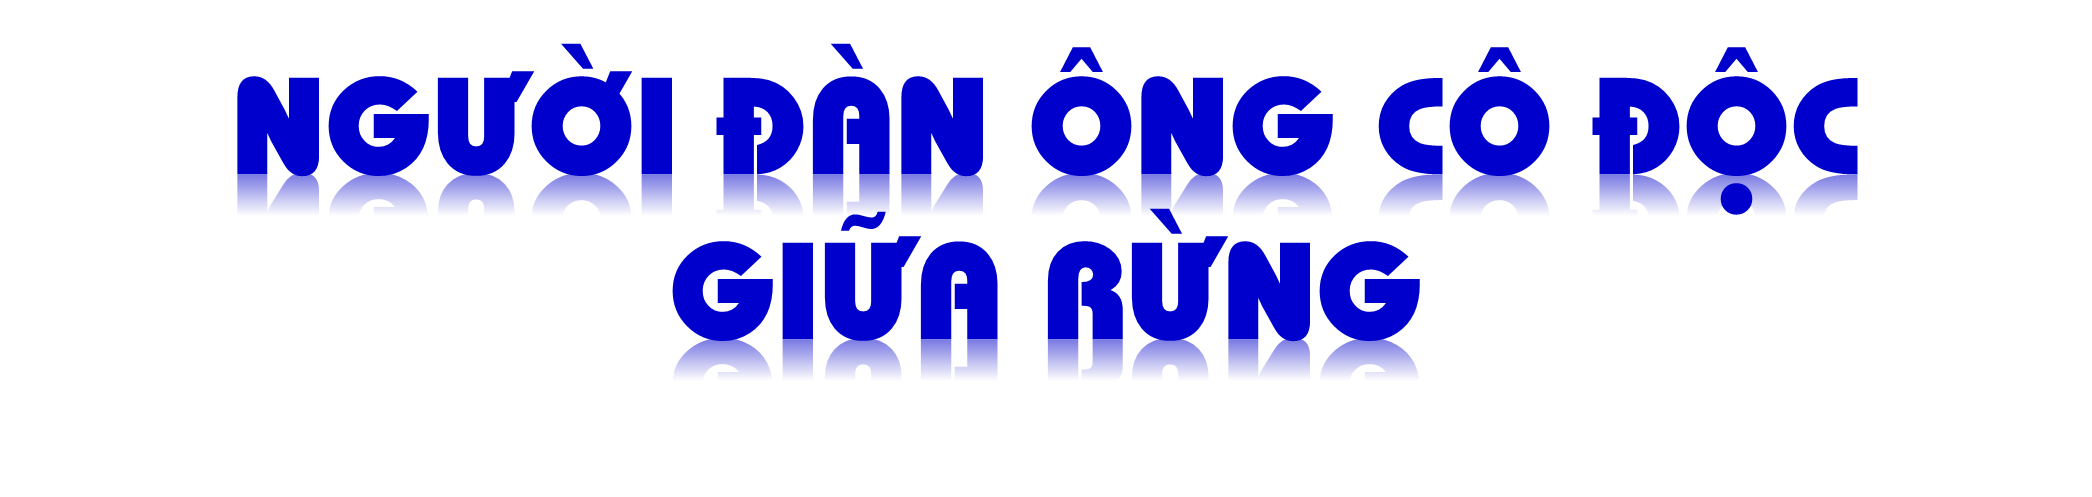 NGƯỜI ĐÀN ÔNG CÔ ĐỘC
GIỮA RỪNG